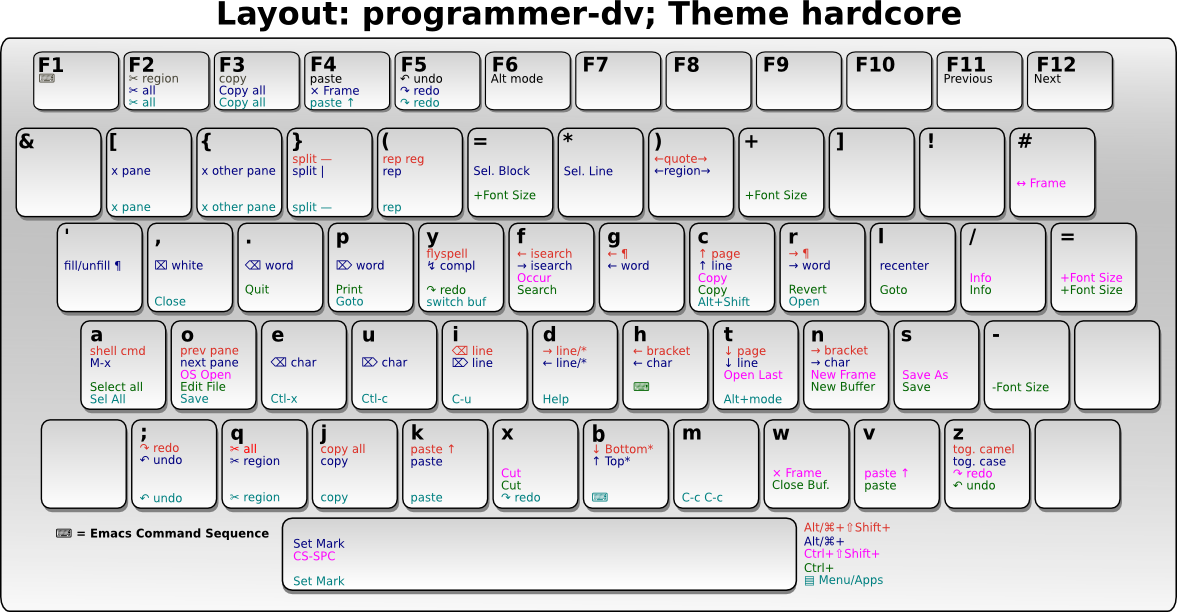 Layout: programmer-dv; Theme hardcore
F1
⌨
F2
✂ region
✂ all
✂ all
F3
copy
Copy all
Copy all
F4
paste
× Frame
paste ↑
F5
↶ undo
↷ redo
↷ redo
F6
Alt mode
F7
F8
F9
F10
F11
Previous
F12
Next
&
[
x pane
x pane
{
x other pane
x other pane
}
split —
split |
split —
(
rep reg
rep
rep
=
Sel. Block
+Font Size
*
Sel. Line
)
←quote→
←region→
+
+Font Size
]
!
#
↔ Frame
'
fill/unfill ¶
,
⌧ white
Close
.
⌫ word
Quit
p
⌦ word
Print
Goto
y
flyspell
↯ compl
↷ redo
switch buf
f
← isearch
→ isearch
Occur
Search
g
← ¶
← word
c
↑ page
↑ line
Copy
Copy
Alt+Shift
r
→ ¶
→ word
Revert
Open
l
recenter
Goto
/
Info
Info
=
+Font Size
+Font Size
a
shell cmd
M-x
Select all
Sel All
o
prev pane
next pane
OS Open
Edit File
Save
e
⌫ char
Ctl-x
u
⌦ char
Ctl-c
i
⌫ line
⌦ line
C-u
d
→ line/*
← line/*
Help
h
← bracket
← char
⌨
t
↓ page
↓ line
Open Last
Alt+mode
n
→ bracket
→ char
New Frame
New Buffer
s
Save As
Save
-
-Font Size
;
↷ redo
↶ undo
↶ undo
q
✂ all
✂ region
✂ region
j
copy all
copy
copy
k
paste ↑
paste
paste
x
Cut
Cut
↷ redo
b
↓ Bottom*
↑ Top*
⌨
m
C-c C-c
w
× Frame
Close Buf.
v
paste ↑
paste
z
tog. camel
tog. case
↷ redo
↶ undo
⌨ = Emacs Command Sequence
Set Mark
CS-SPC
Set Mark
Alt/⌘+⇧Shift+
Alt/⌘+
Ctrl+⇧Shift+
Ctrl+
▤ Menu/Apps